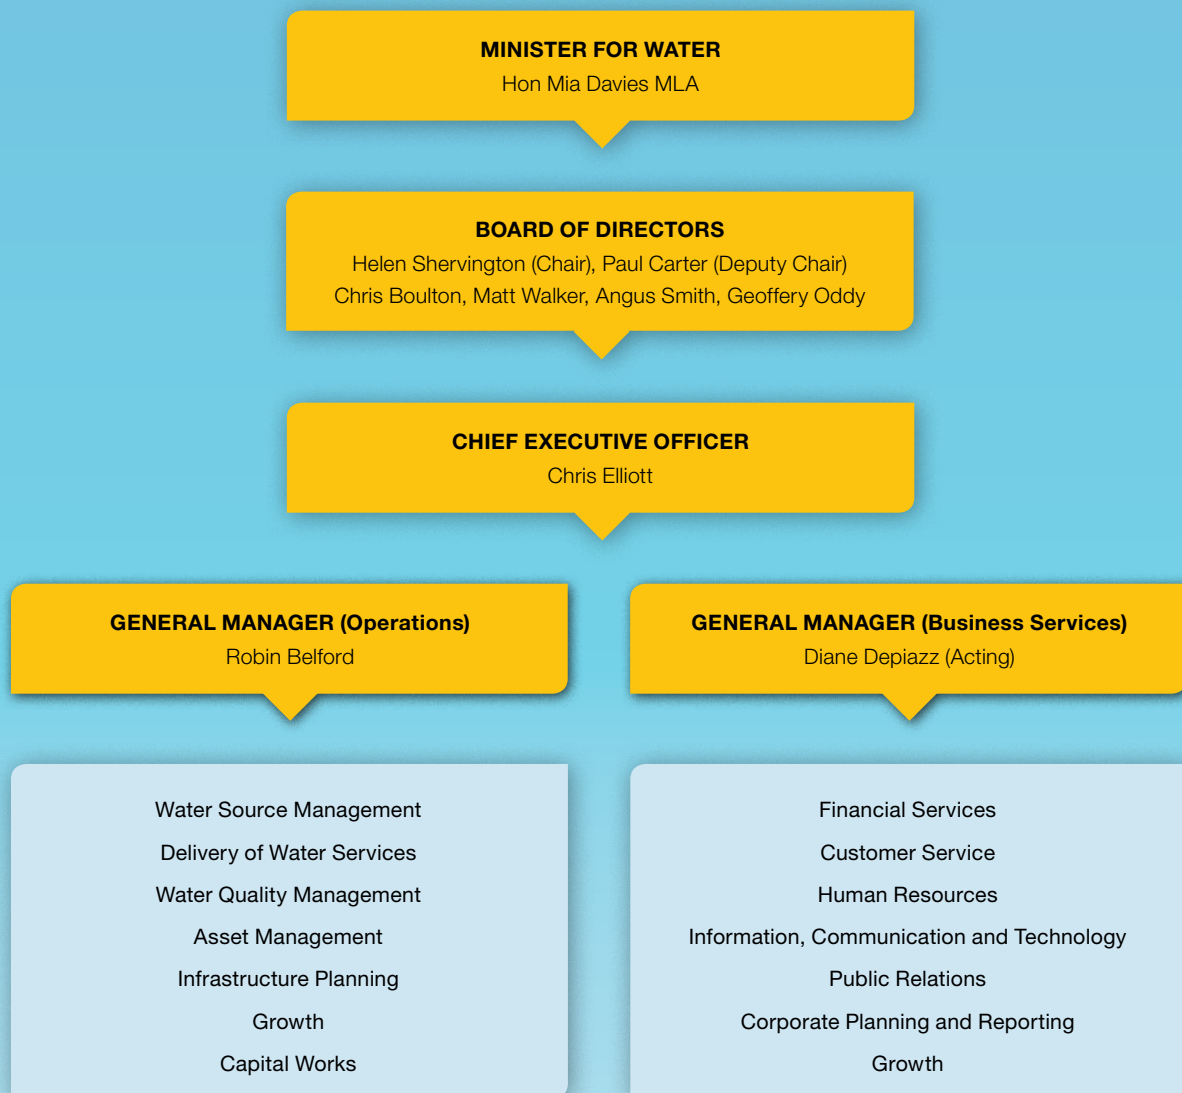 MINISTER FOR WATER
Hon Mia Davies MLA
BOARD OF DIRECTORS
Helen Shervington (Chair), Paul Carter (Deputy Chair)
Chris Boulton, Matt Walker, Angus Smith, Geoffery Oddy
CHIEF EXECUTIVE OFFICER
Chris Elliott
GENERAL MANAGER (Operations)
Robin Belford
Water Source Management
Delivery of Water Services
Water Quality Management
Asset Management
Infrastructure Planning
Growth
Capital Works
GENERAL MANAGER (Business Services)
Diane Depiazz (Acting)
Financial Services
Customer Service
Human Resources
Information, Communication and Technology
Public Relations
Corporate Planning and Reporting
Growth